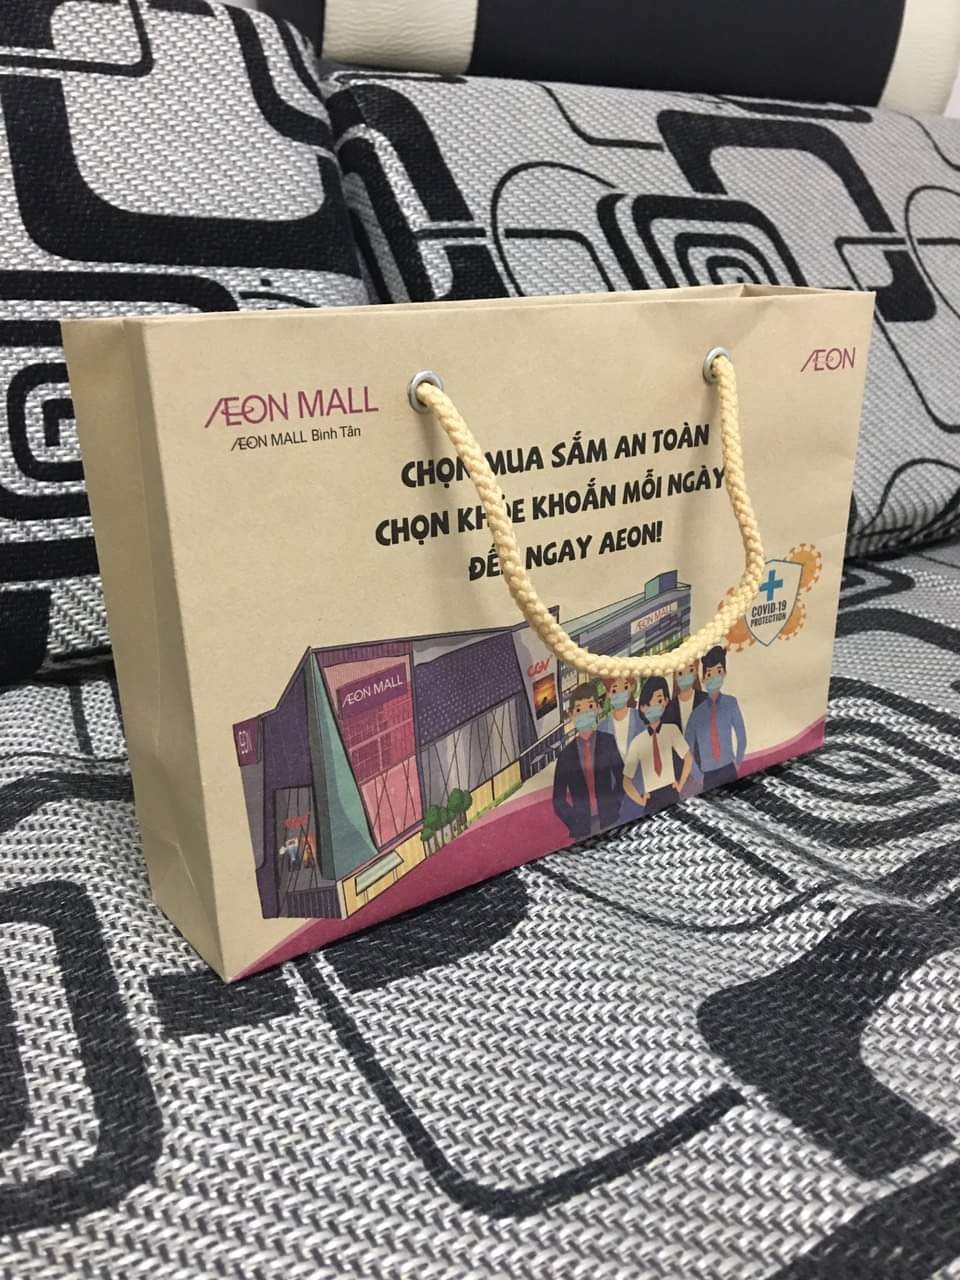 ÆON MALL
ÆON MALL Bình Tân
ÆON
CHỌN MUA SẮM AN TOÀN
CHỌN KHỎE KHOẮN MỖI NGÀY
ĐẾN NGAY AEON!
COVID-19
PROTECTION
ÆON MALL
CGV
ÆON MALL